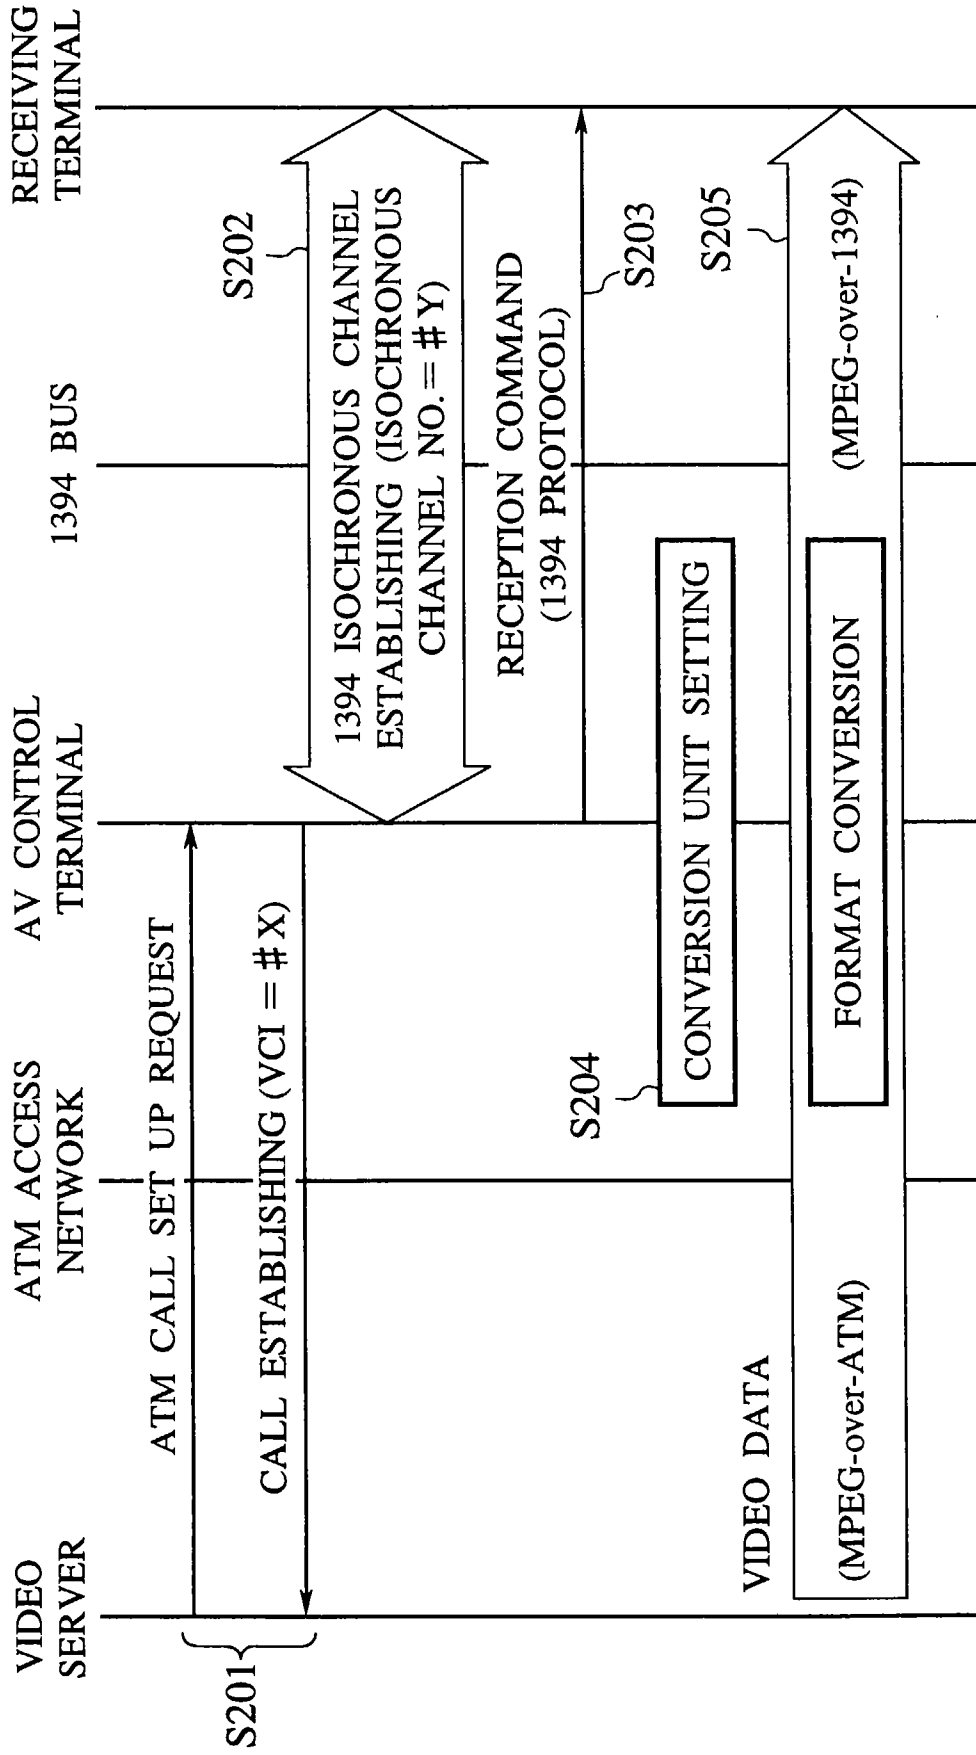 VIDEO
SERVER
ATM ACCESS
NETWORK
AV CONTROL
TERMINAL
1394 BUS
RECEIVING
TERMINAL
S201
ATM CALL SET UP REQUEST
CALL ESTABLISHING (VCI = #X)
S202
1394 ISOCHRONOUS CHANNEL
ESTABLISHING (ISOCHRONOUS
CHANNEL NO. = #Y)
RECEPTION COMMAND
(1394 PROTOCOL)
S203
S204
CONVERSION UNIT SETTING
S205
VIDEO DATA
(MPEG-over-ATM)
FORMAT CONVERSION
(MPEG-over-1394)